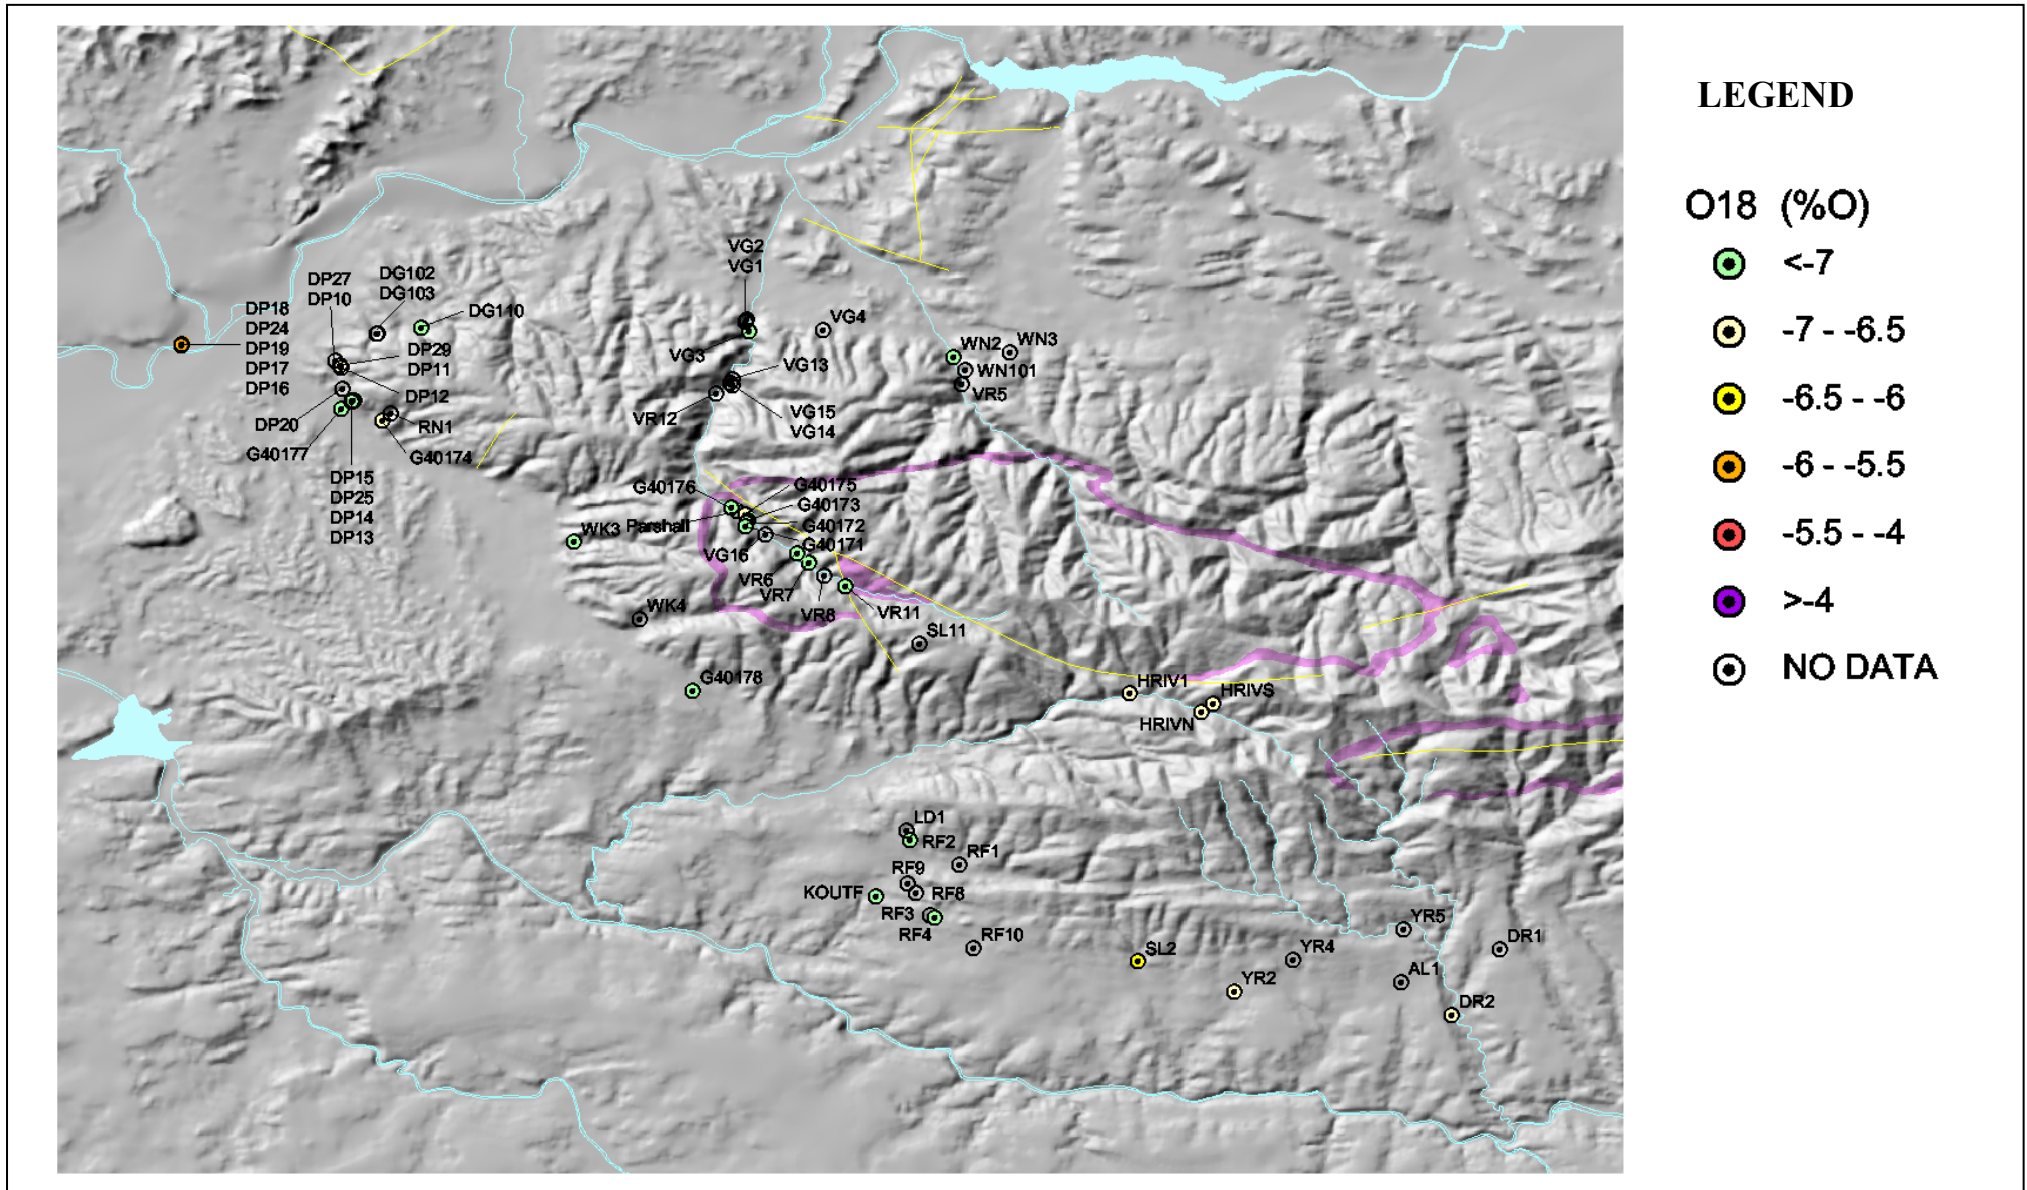 LEGEND
O18 (%O)
<-7
-7 - -6.5
-6.5 - -6
-6 - -5.5
-5.5 - -4
>-4
NO DATA
VG2
VG1
DG102
DG103
DP27
DP10
DP18
DP24
DP19
DP17
DP16
DG110
VG4
DP29
DP11
VG3
WN2
WN3
VG13
WN101
DP12
VR5
VR12
VG15
VG14
DP20
RN1
G40177
G40174
DP15
DP25
DP14
DP13
G40176
G40175
G40173
Parshall
G40172
WK3
G40171
VG16
VR6
VR7
VR8
VR11
WK4
SL11
G40178
HRIV1
HRIVS
HRIVN
LD1
RF2
RF1
RF9
KOUTF
RF8
RF3
RF4
RF10
YR5
DR1
SL2
YR4
AL1
YR2
DR2